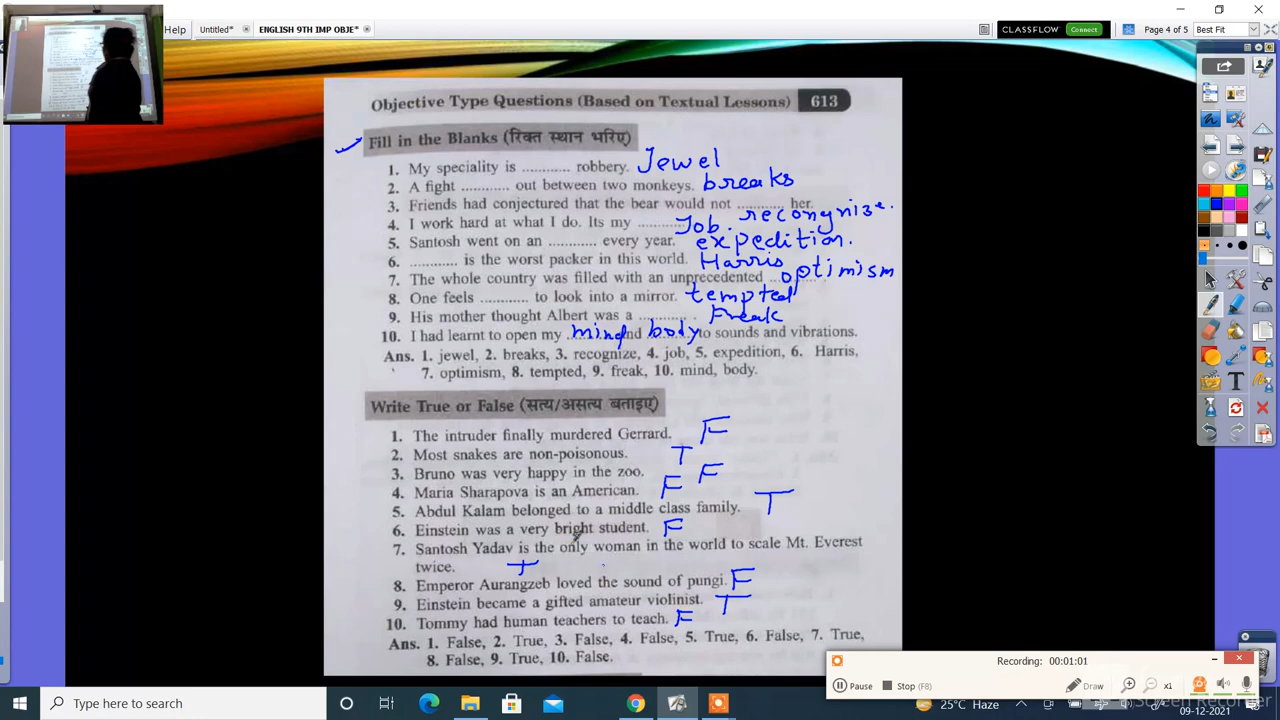 Help Untitled* ENGLISH 9TH IMP OBJE* CLASSFLOW Connect Page 4 of 5 Best Fit
Objective Type Questions (Based on Textual Lessons) 613
Fill in the Blanks (रिक्त स्थान भरिए)
1. My speciality is ........... robbery. Jewel
2. A fight .......... out between two monkeys. breaks
3. Friends had conjectured that the bear would not .......... her. recongnize.
4. I work hard at what I do. Its my .......... Job.
5. Santosh went on an ........... every year. expedition.
6. ........... is the worst packer in this world. Harris
7. The whole country was filled with an unprecedented ... optimism
8. One feels ........... to look into a mirror. tempted
9. His mother thought Albert was a ............ Freak
10. I had learnt to open my mind and body to sounds and vibrations.
Ans. 1. jewel, 2. breaks, 3. recognize, 4. job, 5. expedition, 6. Harris,
7. optimism, 8. tempted, 9. freak, 10. mind, body.
Write True or False (सत्य/असत्य बताइए)
1. The intruder finally murdered Gerrard. F
2. Most snakes are non-poisonous. T
3. Bruno was very happy in the zoo. F
4. Maria Sharapova is an American. F
5. Abdul Kalam belonged to a middle class family. T
6. Einstein was a very bright student. F
7. Santosh Yadav is the only woman in the world to scale Mt. Everest
twice. T
8. Emperor Aurangzeb loved the sound of pungi. F
9. Einstein became a gifted amateur violinist. T
10. Tommy had human teachers to teach. F
Ans. 1. False, 2. True, 3. False, 4. False, 5. True, 6. False, 7. True,
8. False, 9. True, 10. False.
Recording: 00:01:01
Pause Stop (F8) Draw x1
Type here to search
25°C Haze
09-12-2021